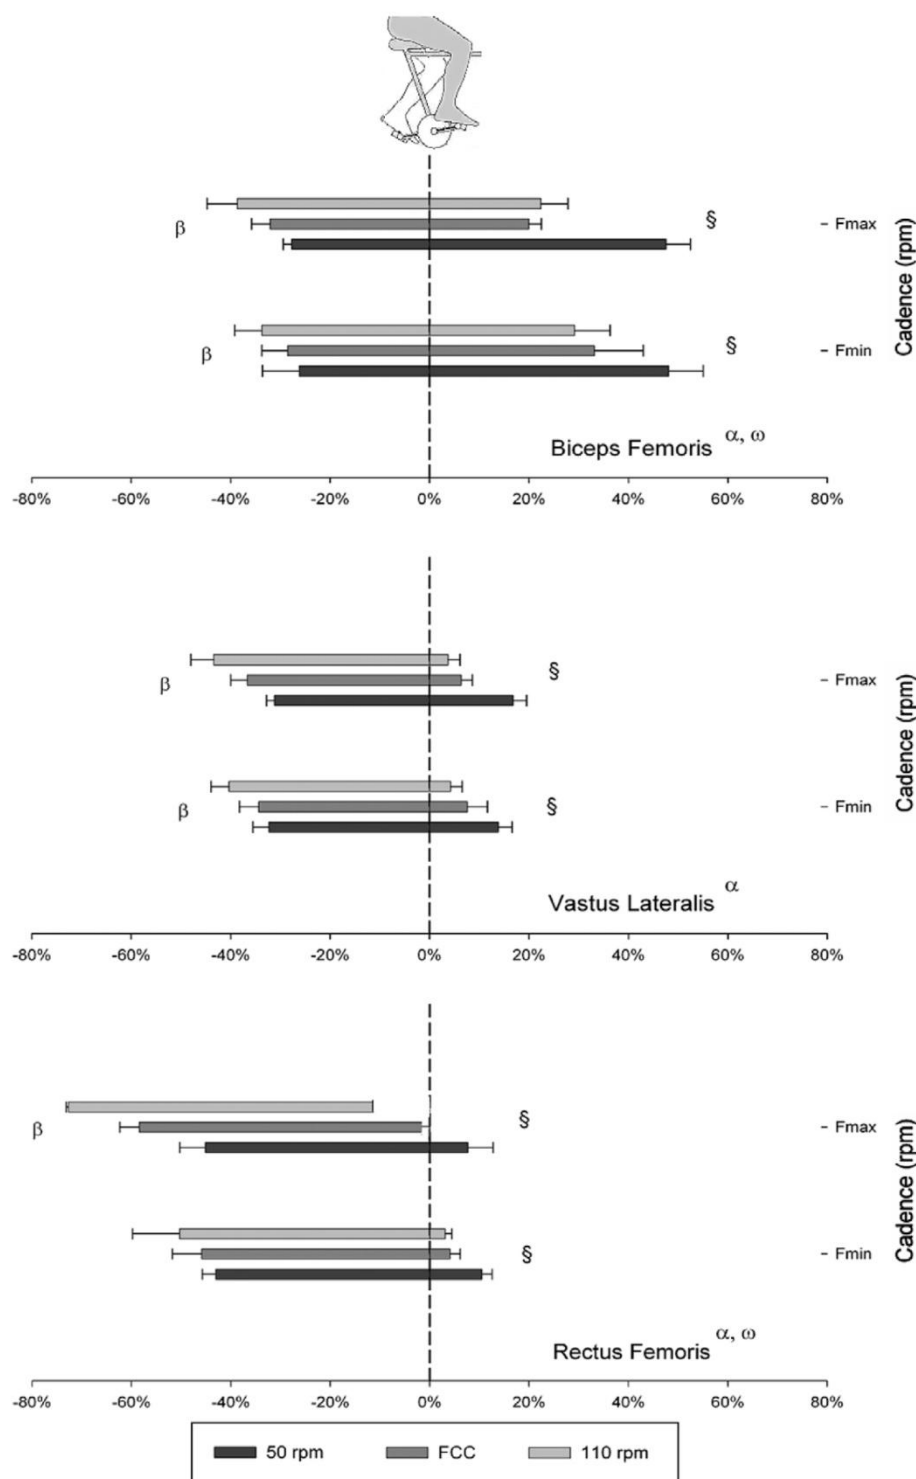 β
§
Fmax
Cadence (rpm)
β
§
Fmin
Biceps Femoris α, ω
-80% -60% -40% -20% 0% 20% 40% 60% 80%
β
§
Fmax
Cadence (rpm)
β
§
Fmin
Vastus Lateralis α
-80% -60% -40% -20% 0% 20% 40% 60% 80%
β
§
Fmax
Cadence (rpm)
§
Fmin
Rectus Femoris α, ω
-80% -60% -40% -20% 0% 20% 40% 60% 80%
50 rpm FCC 110 rpm